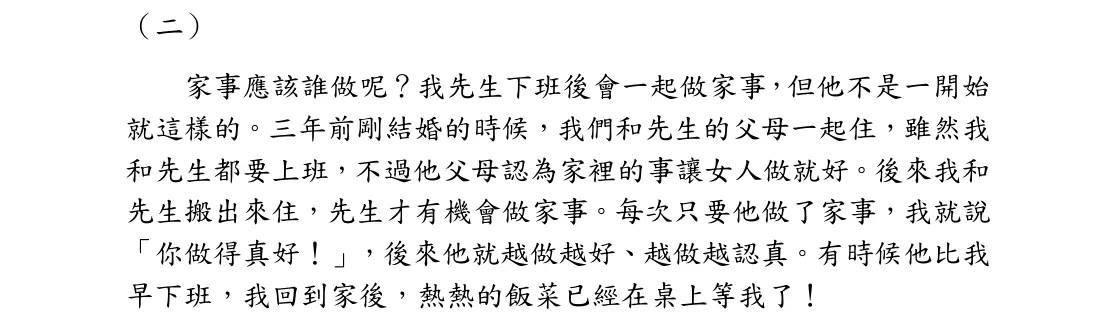 （二）
家事應該誰做呢？我先生下班後會一起做家事，但他不是一開始
就這樣的。三年前剛結婚的時候，我們和先生的父母一起住，雖然我
和先生都要上班，不過他父母認為家裡的事讓女人做就好。後來我和
先生搬出來住，先生才有機會做家事。每次只要他做了家事，我就說
「你做得真好！」，後來他就越做越好、越做越認真。有時候他比我
早下班，我回到家後，熱熱的飯菜已經在桌上等我了！